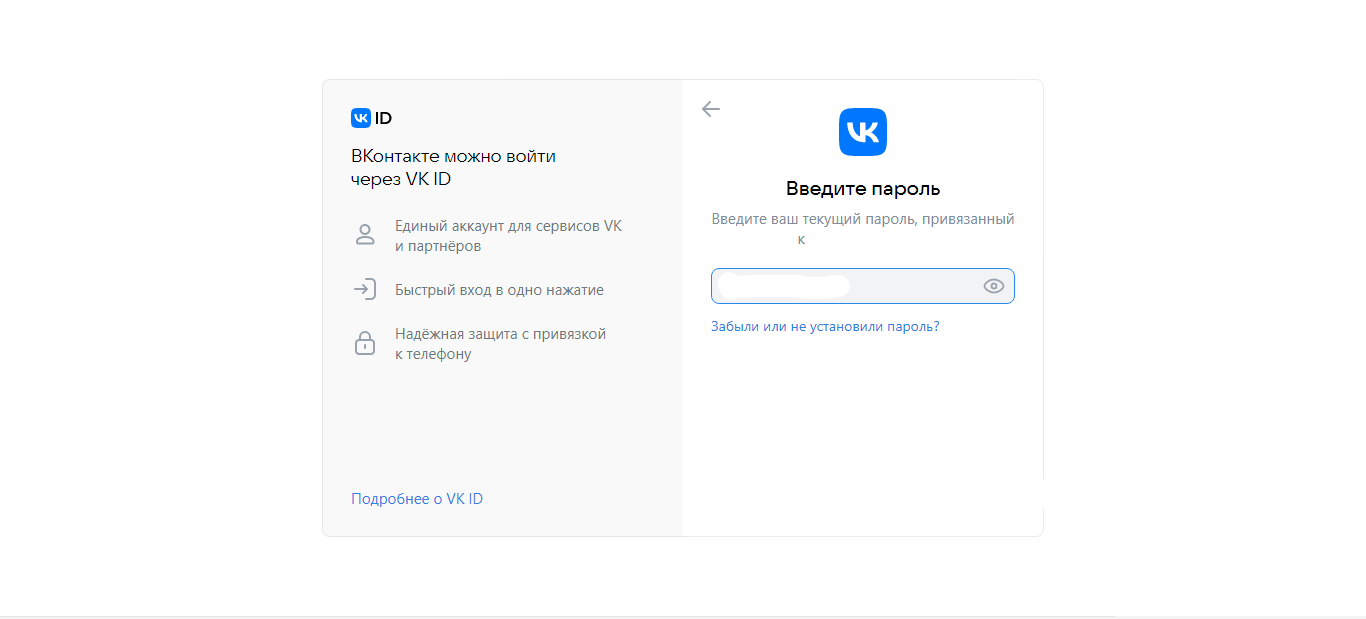 VK ID
ВКонтакте можно войти
через VK ID
Единый аккаунт для сервисов VK
и партнёров
Быстрый вход в одно нажатие
Надёжная защита с привязкой
к телефону
Подробнее о VK ID
VK
Введите пароль
Введите ваш текущий пароль, привязанный
к
Забыли или не установили пароль?